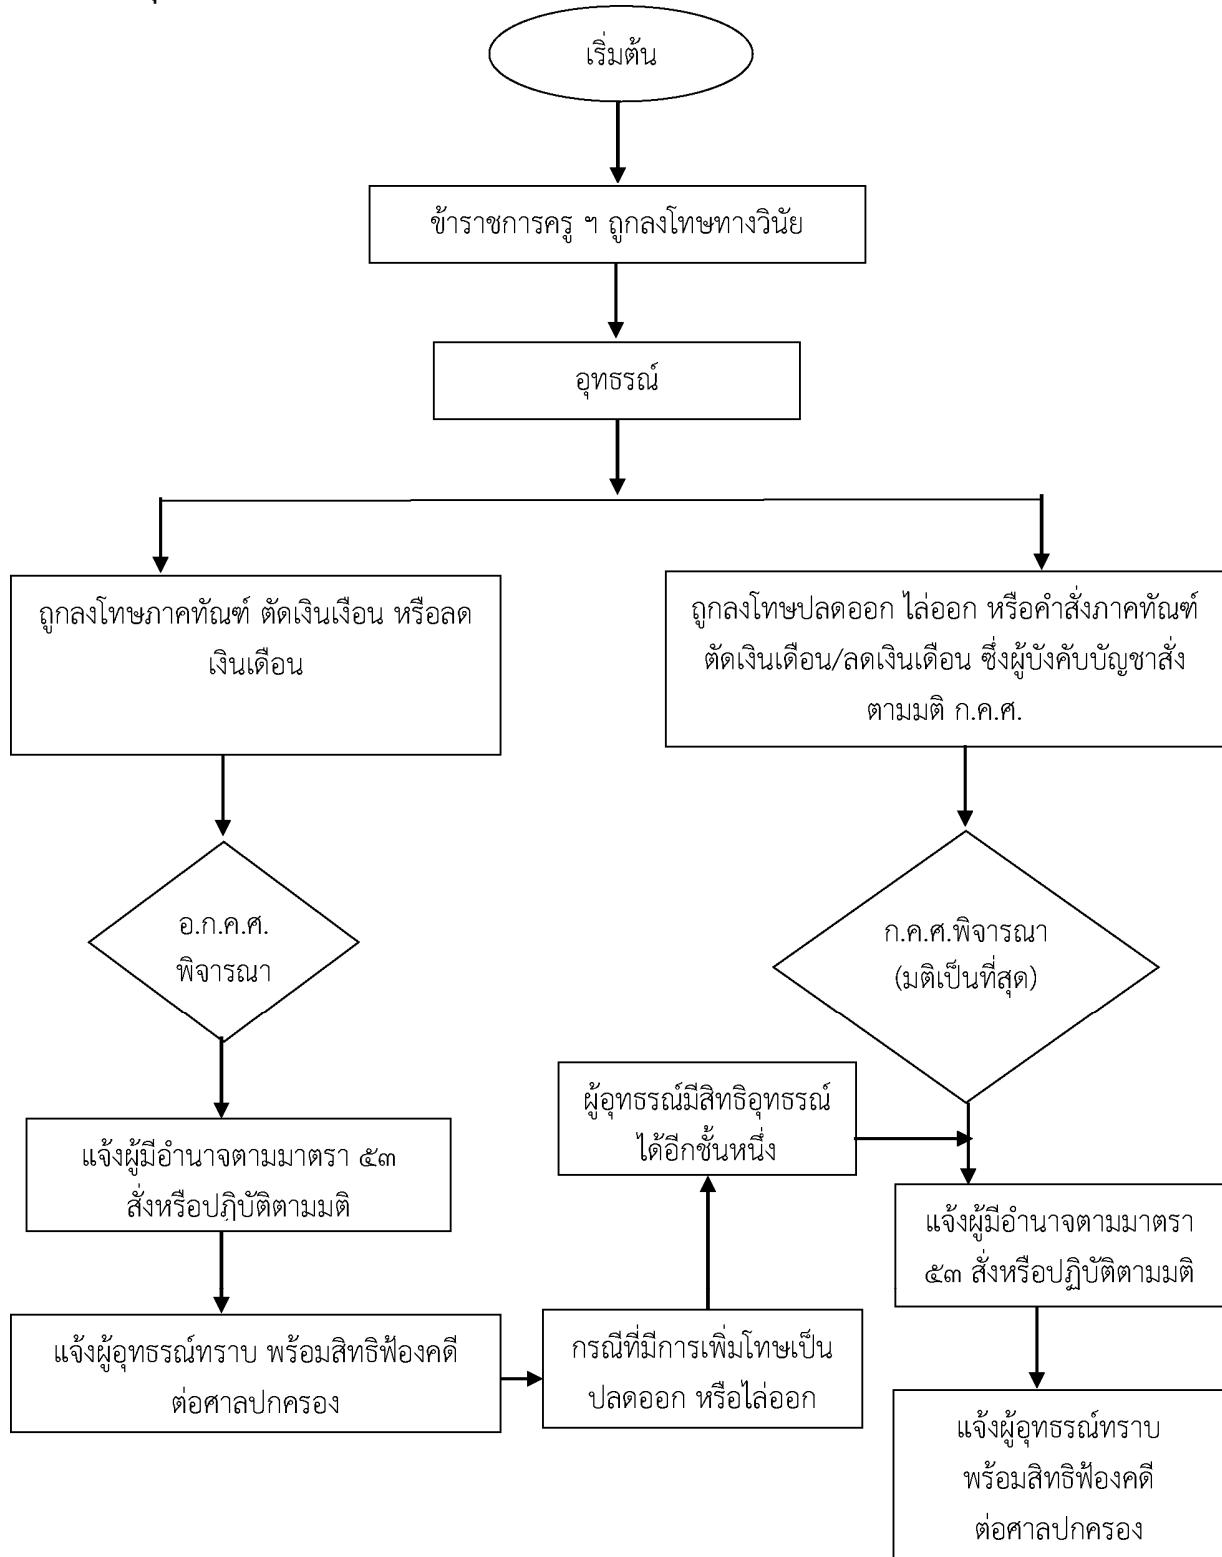 เริ่มต้น
ข้าราชการครู ฯ ถูกลงโทษทางวินัย
อุทธรณ์
ถูกลงโทษภาคทัณฑ์ ตัดเงินเงือน หรือลด
เงินเดือน
ถูกลงโทษปลดออก ไล่ออก หรือคำสั่งภาคทัณฑ์
ตัดเงินเดือน/ลดเงินเดือน ซึ่งผู้บังคับบัญชาสั่ง
ตามมติ ก.ค.ศ.
อ.ก.ค.ศ.
พิจารณา
ก.ค.ศ.พิจารณา
(มติเป็นที่สุด)
แจ้งผู้มีอำนาจตามมาตรา ๕๓
สั่งหรือปฏิบัติตามมติ
แจ้งผู้อุทธรณ์ทราบ พร้อมสิทธิฟ้องคดี
ต่อศาลปกครอง
กรณีที่มีการเพิ่มโทษเป็น
ปลดออก หรือไล่ออก
ผู้อุทธรณ์มีสิทธิอุทธรณ์
ได้อีกชั้นหนึ่ง
แจ้งผู้มีอำนาจตามมาตรา
๕๓ สั่งหรือปฏิบัติตามมติ
แจ้งผู้อุทธรณ์ทราบ
พร้อมสิทธิฟ้องคดี
ต่อศาลปกครอง